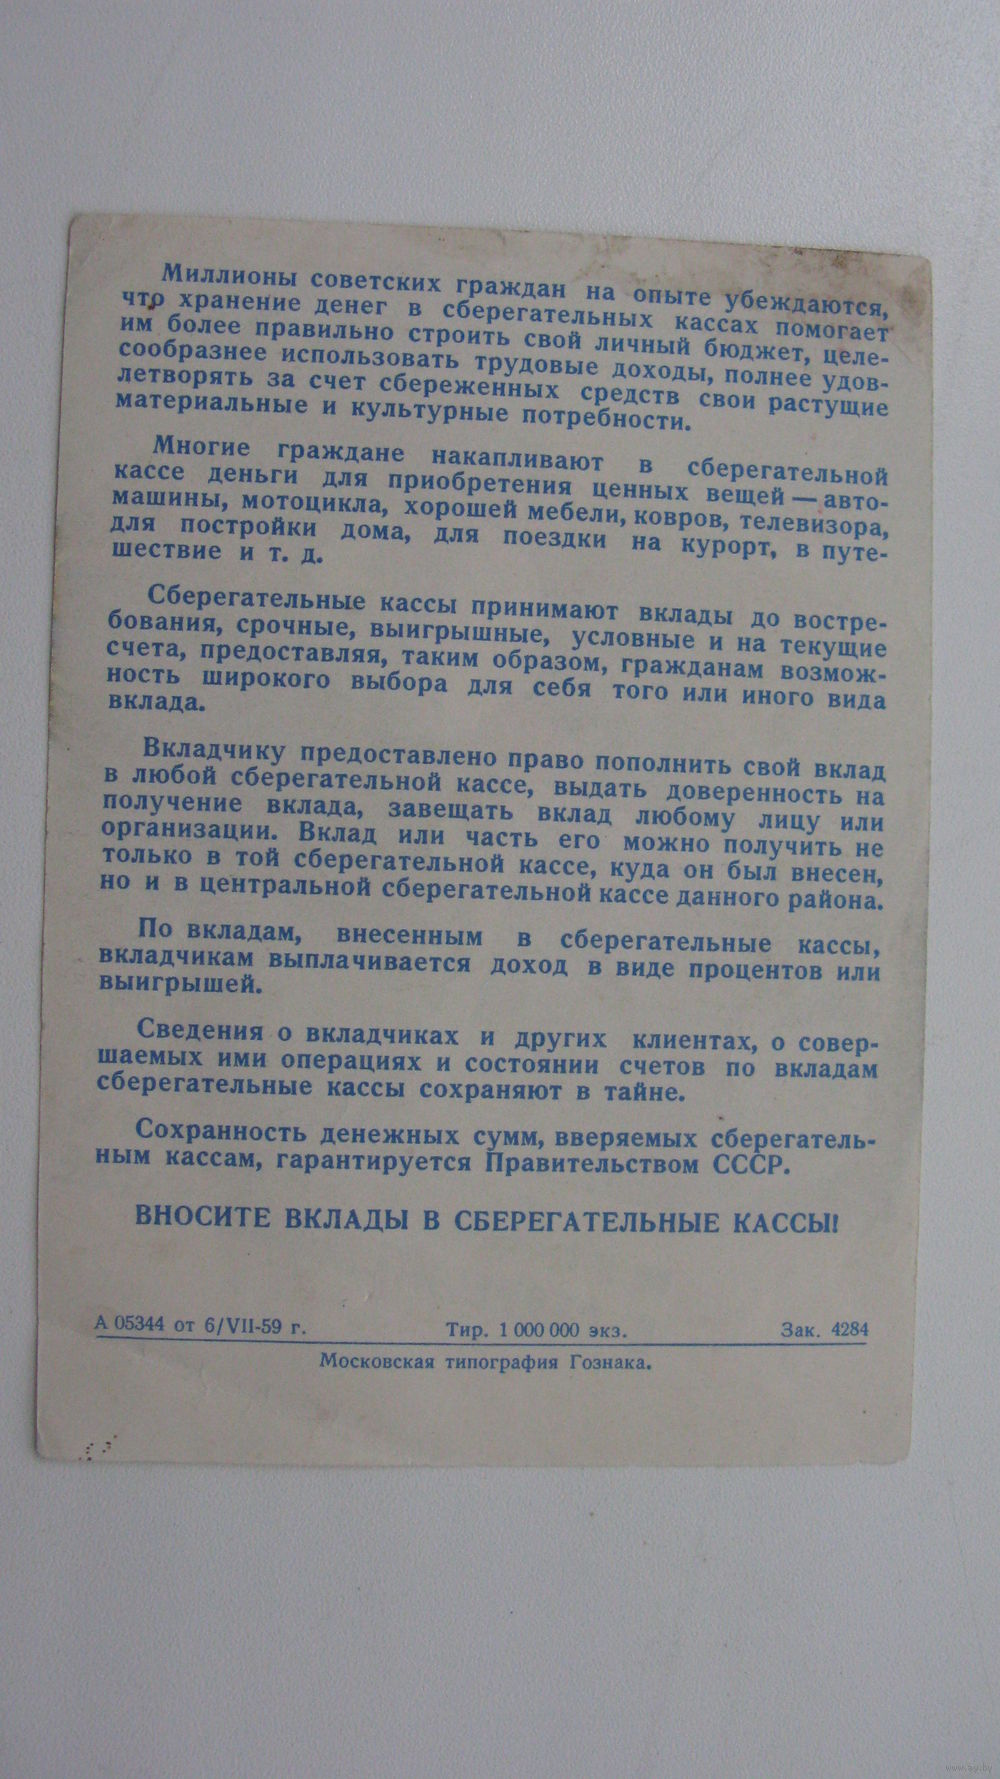 Миллионы советских граждан на опыте убеждаются,
что хранение денег в сберегательных кассах помогает
им более правильно строить свой личный бюджет, целе-
сообразнее использовать трудовые доходы, полнее удов-
летворять за счет сбереженных средств свои растущие
материальные и культурные потребности.
Многие граждане накапливают в сберегательной
кассе деньги для приобретения ценных вещей — авто-
машины, мотоцикла, хорошей мебели, ковров, телевизора,
для постройки дома, для поездки на курорт, в путе-
шествие и т. д.
Сберегательные кассы принимают вклады до востре-
бования, срочные, выигрышные, условные и на текущие
счета, предоставляя, таким образом, гражданам возмож-
ность широкого выбора для себя того или иного вида
вклада.
Вкладчику предоставлено право пополнить свой вклад
в любой сберегательной кассе, выдать доверенность на
получение вклада, завещать вклад любому лицу или
организации. Вклад или часть его можно получить не
только в той сберегательной кассе, куда он был внесен,
но и в центральной сберегательной кассе данного района.
По вкладам, внесенным в сберегательные кассы,
вкладчикам выплачивается доход в виде процентов или
выигрышей.
Сведения о вкладчиках и других клиентах, о совер-
шаемых ими операциях и состоянии счетов по вкладам
сберегательные кассы сохраняют в тайне.
Сохранность денежных сумм, вверяемых сберегатель-
ным кассам, гарантируется Правительством СССР.
ВНОСИТЕ ВКЛАДЫ В СБЕРЕГАТЕЛЬНЫЕ КАССЫ!
А 05344 от 6/VII-59 г. Тир. 1 000 000 экз. Зак. 4284
Московская типография Гознака.
www.ay.by